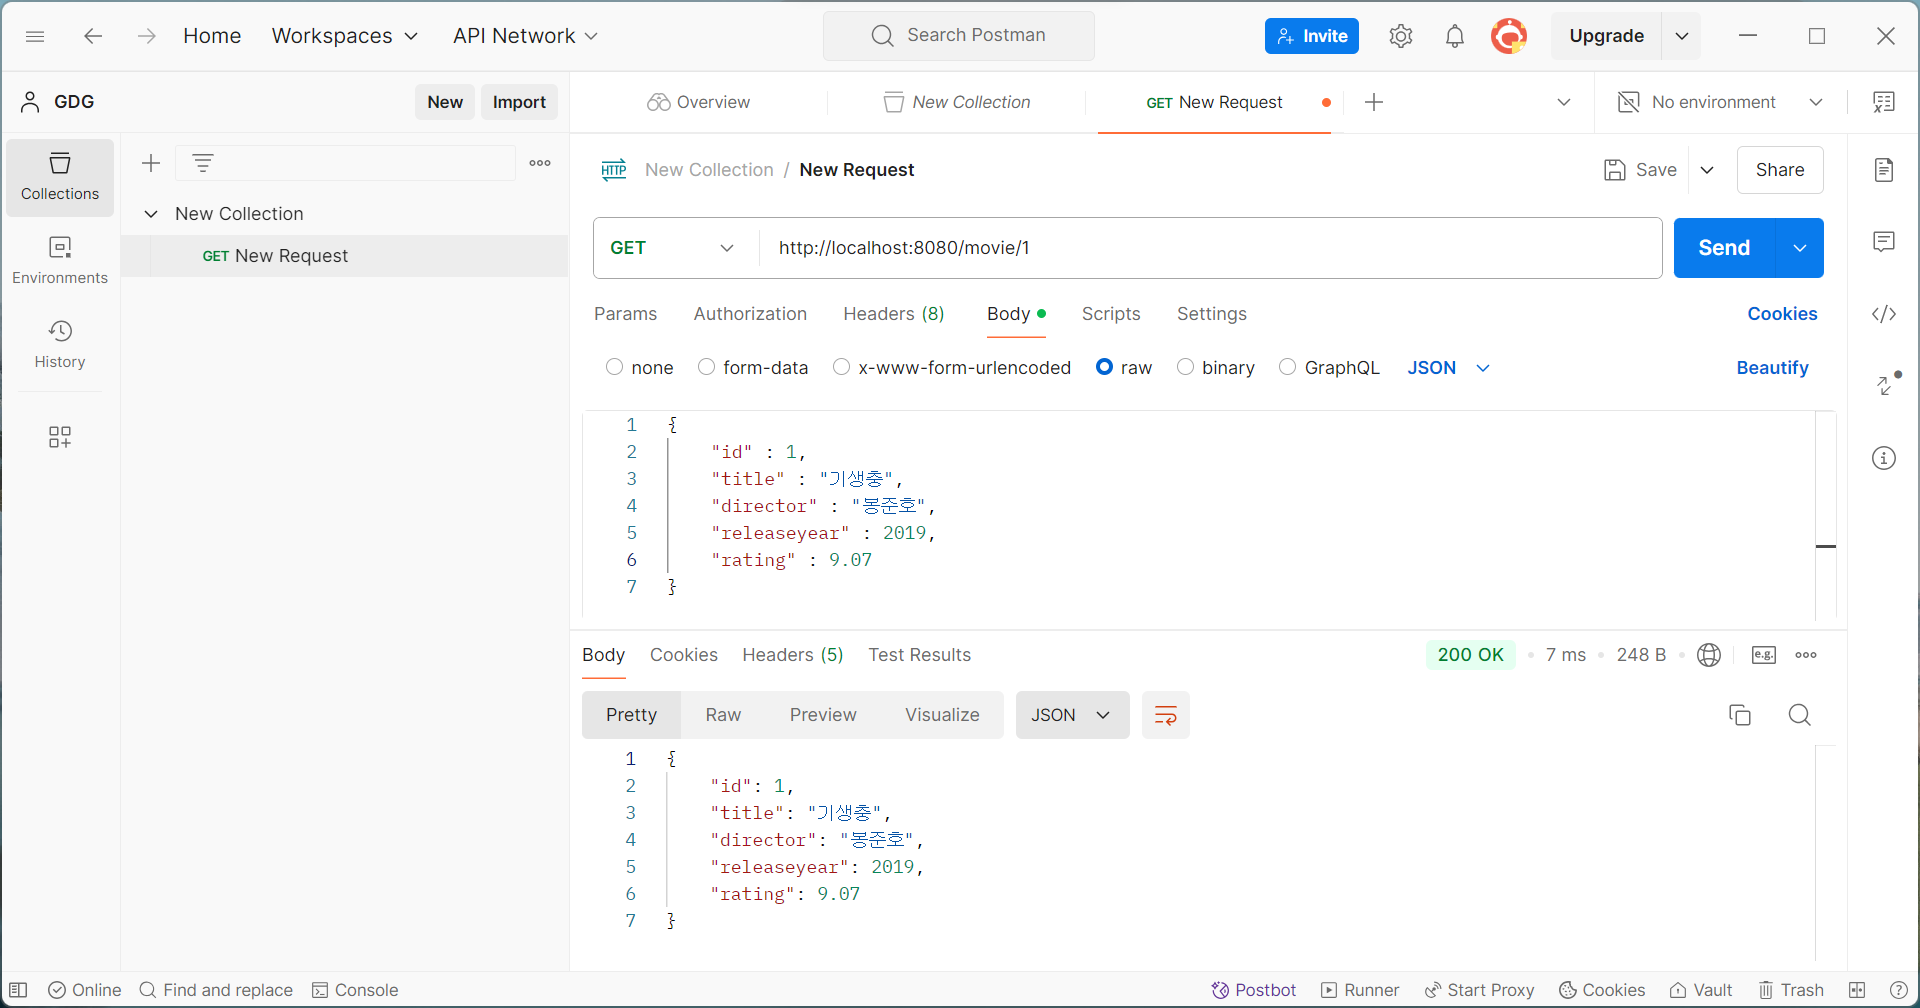 Home Workspaces API Network Search Postman Invite Upgrade
GDG New Import Overview New Collection GET New Request No environment
New Collection / New Request Save Share
Collections
New Collection
GET New Request
Environments
History
GET http://localhost:8080/movie/1 Send
Params Authorization Headers (8) Body Scripts Settings Cookies
none form-data x-www-form-urlencoded raw binary GraphQL JSON Beautify
1 {
2 "id" : 1,
3 "title" : "기생충",
4 "director" : "봉준호",
5 "releaseyear" : 2019,
6 "rating" : 9.07
7 }
Body Cookies Headers (5) Test Results 200 OK • 7 ms • 248 B • e.g.
Pretty Raw Preview Visualize JSON
1 {
2 "id": 1,
3 "title": "기생충",
4 "director": "봉준호",
5 "releaseyear": 2019,
6 "rating": 9.07
7 }
Online Find and replace Console Postbot Runner Start Proxy Cookies Vault Trash